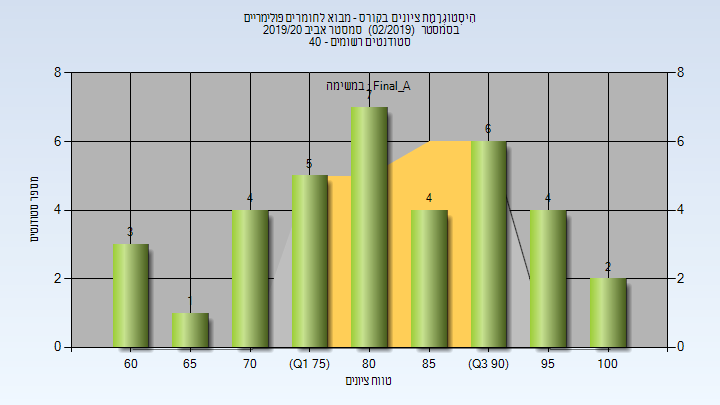 היסטוגרמת ציונים בקורס - מבוא לחומרים פולימריים
בסמסטר (02/2019) סמסטר אביב 2019/20
סטודנטים רשומים - 40
במשימה : Final_A
8 8
6 6
4 4
2 2
0 0
3 1 4 5 7 4 6 4 2
מספר סטודנטים
60 65 70 (Q1 75) 80 85 (Q3 90) 95 100
טווח ציונים